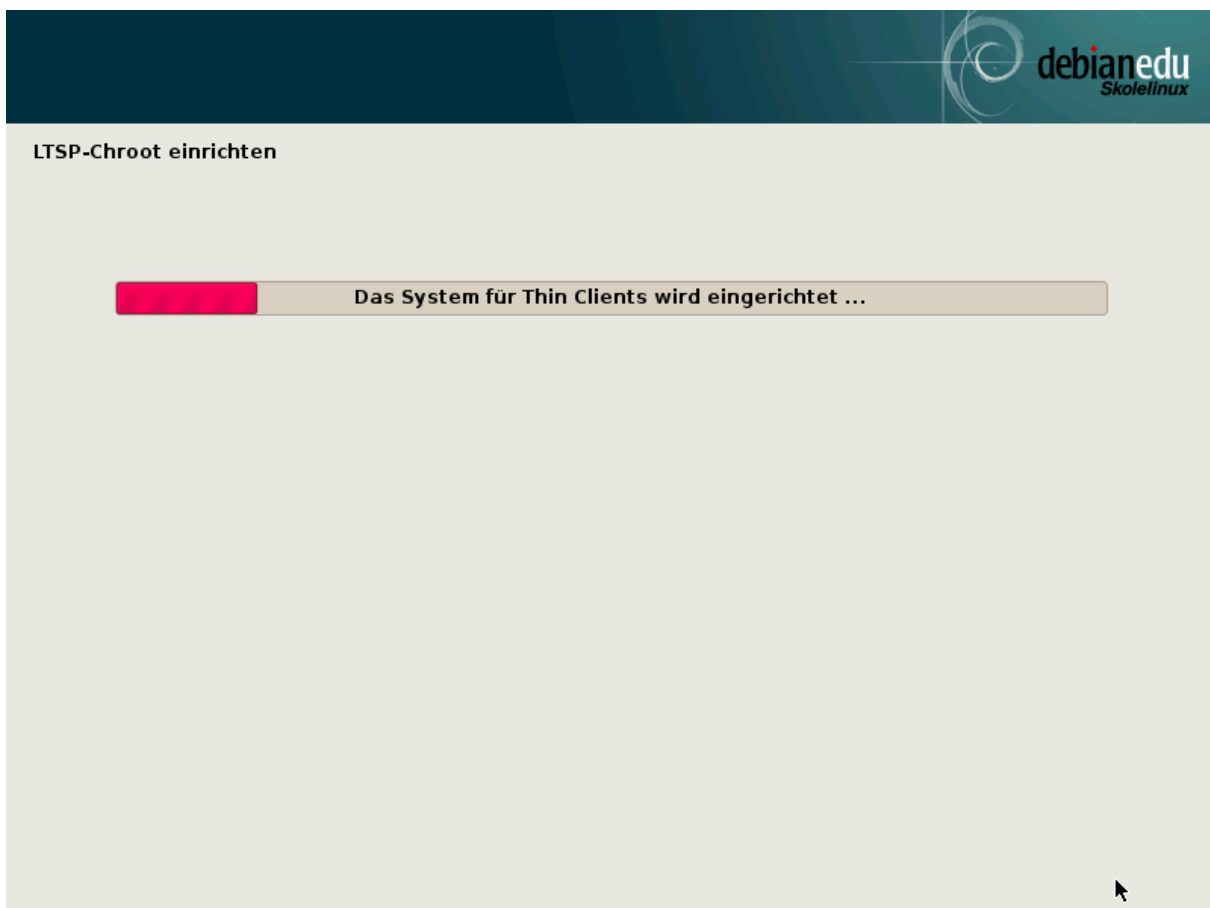 debianedu
Skolelinux
LTSP-Chroot einrichten
Das System für Thin Clients wird eingerichtet ...